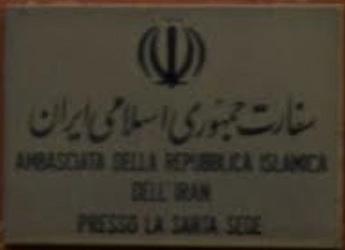 سفارت جمهوری اسلامی ایران
AMBASCIATA DELLA REPUBBLICA ISLAMICA
DELL'IRAN
PRESSO LA SANTA SEDE